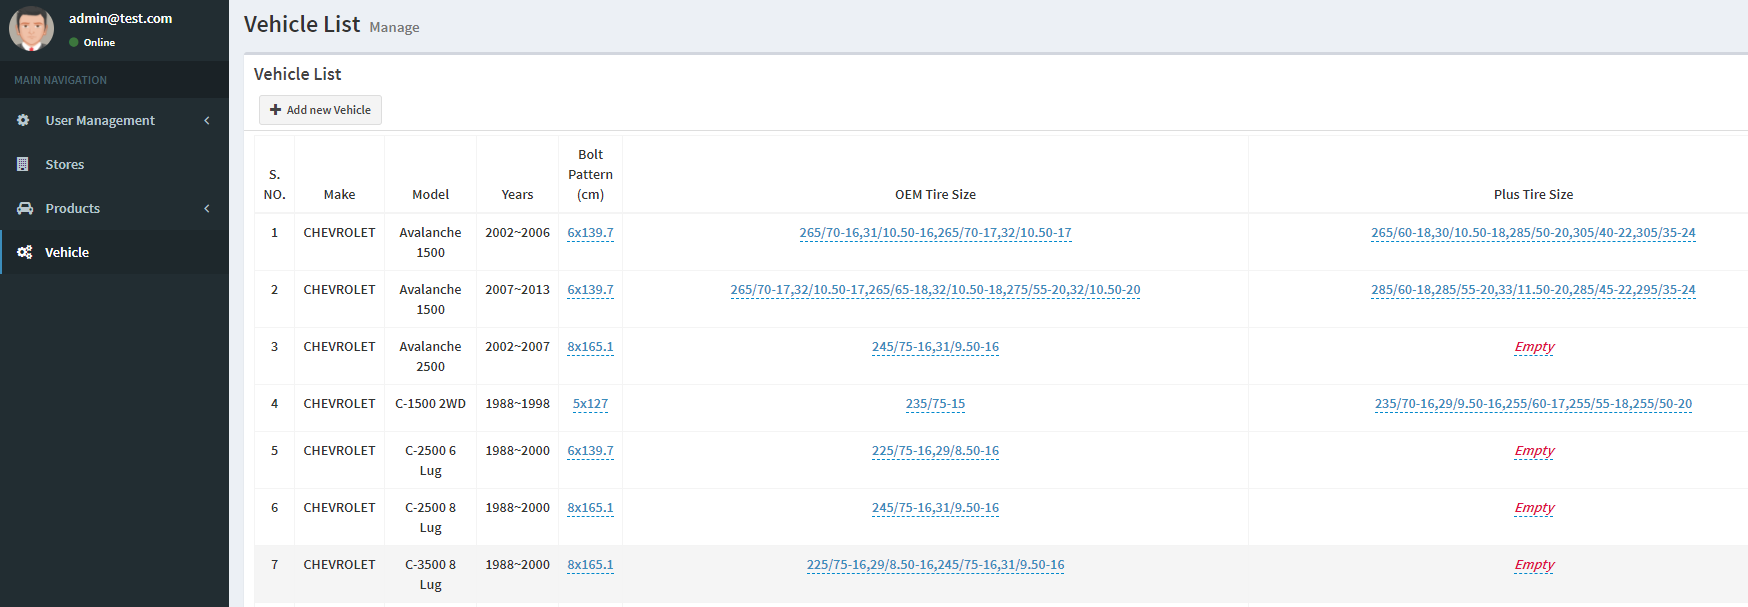 admin@test.com
Online
MAIN NAVIGATION
User Management
Stores
Products
Vehicle
Vehicle List Manage
Vehicle List
Add new Vehicle
S. NO. Make Model Years Bolt Pattern (cm) OEM Tire Size Plus Tire Size
1 CHEVROLET Avalanche 1500 2002~2006 6x139.7 265/70-16,31/10.50-16,265/70-17,32/10.50-17 265/60-18,30/10.50-18,285/50-20,305/40-22,305/35-24
2 CHEVROLET Avalanche 1500 2007~2013 6x139.7 265/70-17,32/10.50-17,265/65-18,32/10.50-18,275/55-20,32/10.50-20 285/60-18,285/55-20,33/11.50-20,285/45-22,295/35-24
3 CHEVROLET Avalanche 2500 2002~2007 8x165.1 245/75-16,31/9.50-16 Empty
4 CHEVROLET C-1500 2WD 1988~1998 5x127 235/75-15 235/70-16,29/9.50-16,255/60-17,255/55-18,255/50-20
5 CHEVROLET C-2500 6 Lug 1988~2000 6x139.7 225/75-16,29/8.50-16 Empty
6 CHEVROLET C-2500 8 Lug 1988~2000 8x165.1 245/75-16,31/9.50-16 Empty
7 CHEVROLET C-3500 8 Lug 1988~2000 8x165.1 225/75-16,29/8.50-16,245/75-16,31/9.50-16 Empty